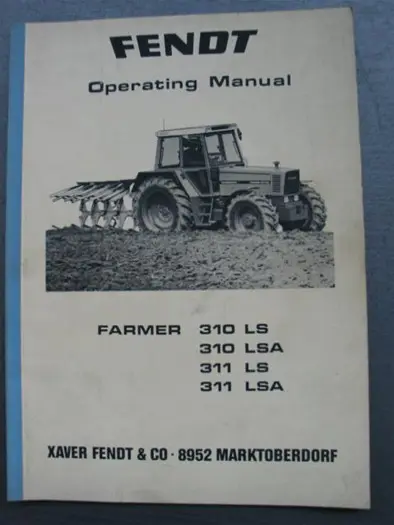 FENDT
Operating Manual
FARMER 310 LS
310 LSA
311 LS
311 LSA
XAVER FENDT & CO · 8952 MARKTOBERDORF